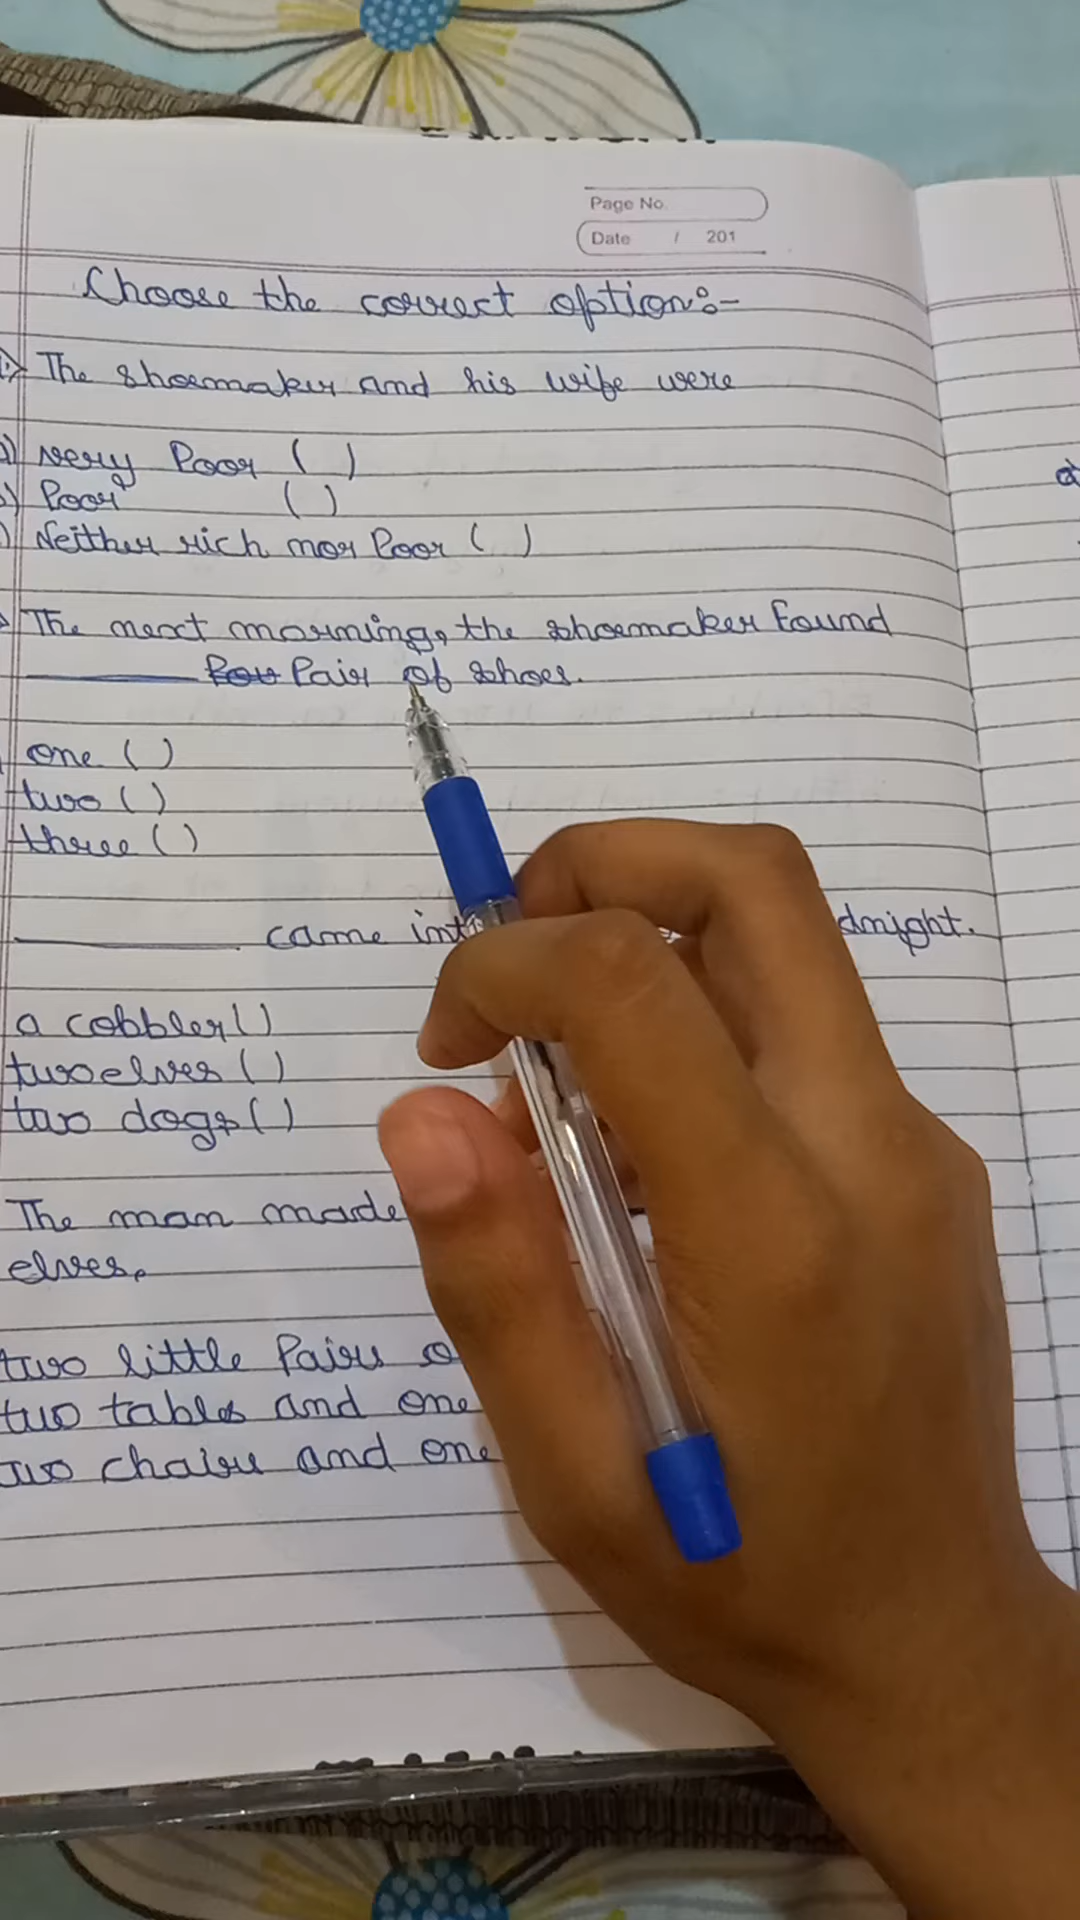 Page No.
Date / 201
Choose the correct option:-
The shoemaker and his wife were
very Poor ( )
Poor ( )
Neither rich nor Poor ( )
The next morning, the shoemaker found
Pair of shoes.
one ( )
two ( )
three ( )
came dnight.
a cobbler ( )
two elves ( )
two dogs ( )
The man made
elves.
two little Pairs
two tables and one
two chairs and one